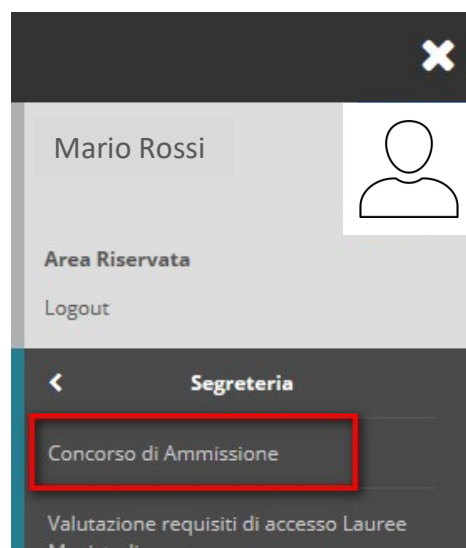 Mario Rossi
Area Riservata
Logout
Segreteria
Concorso di Ammissione
Valutazione requisiti di accesso Lauree